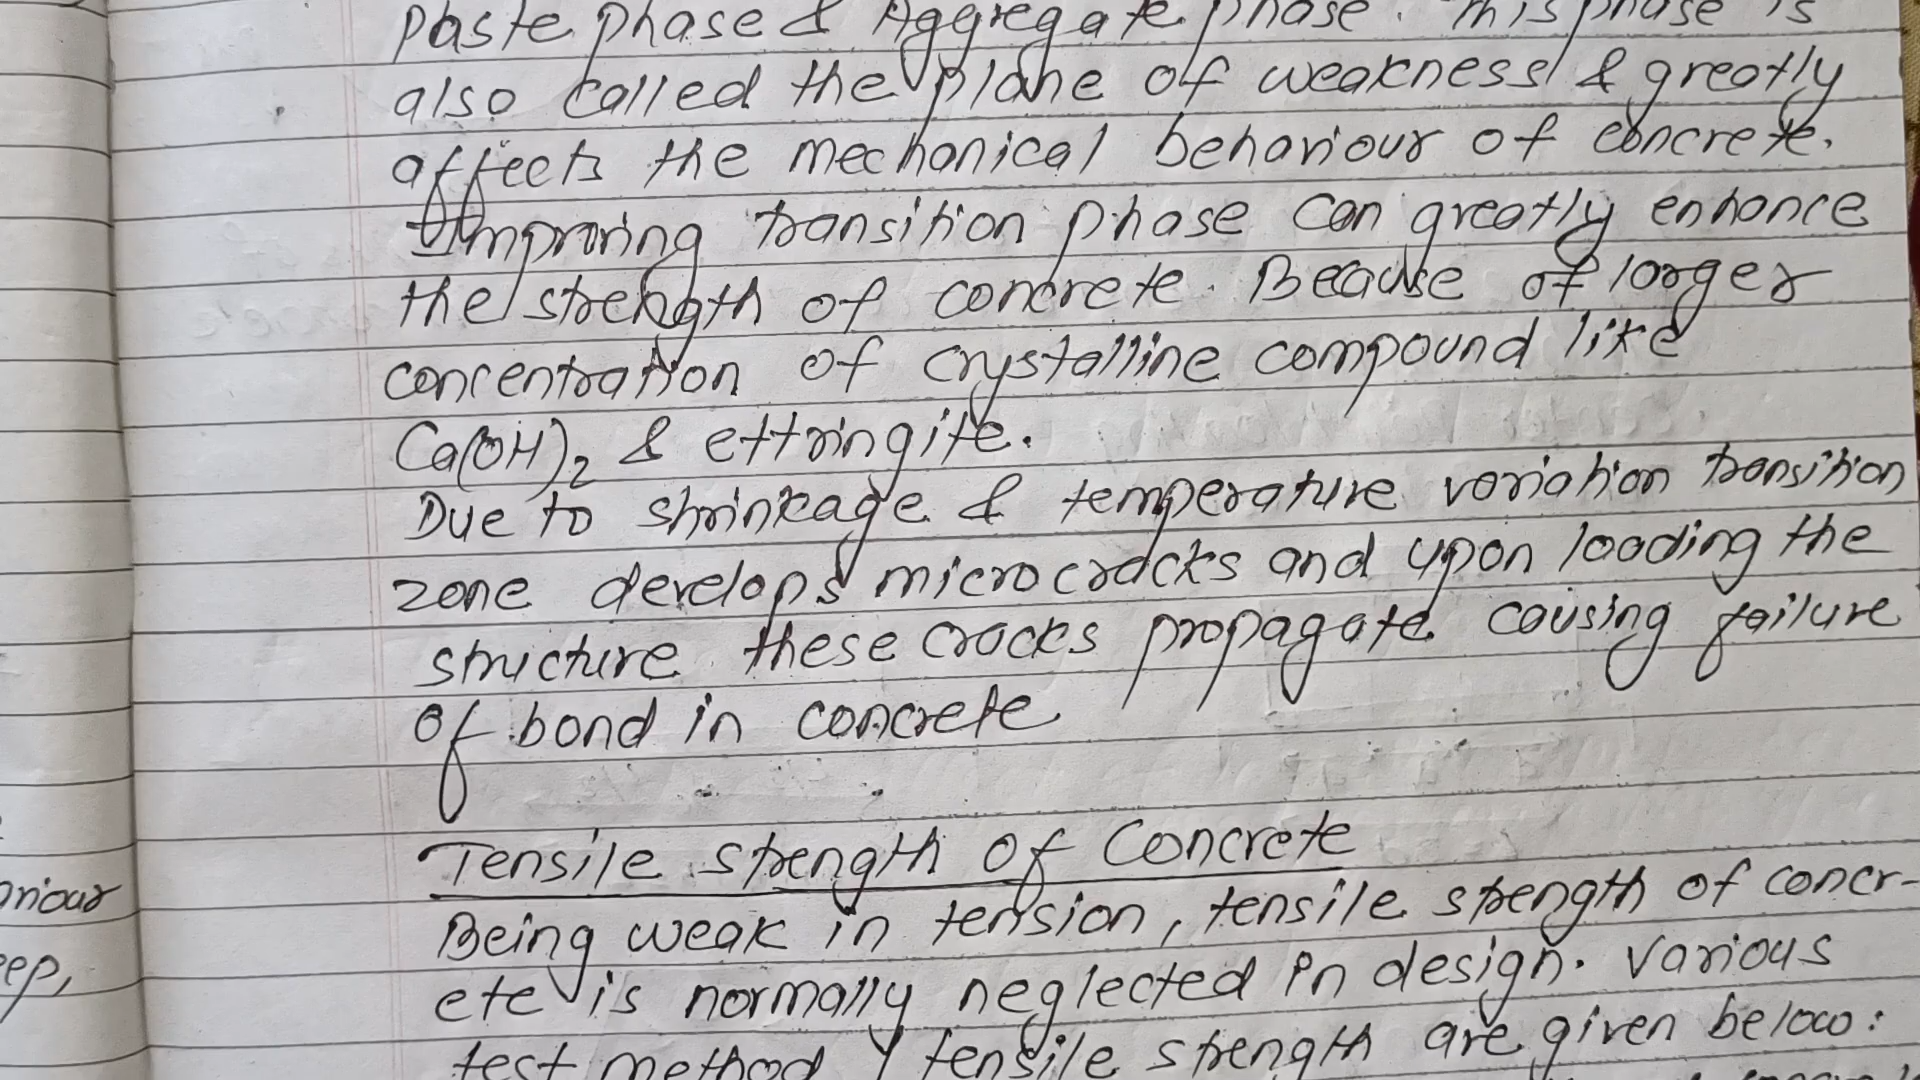 Paste phase & Aggregate phase. This phase is
also called the plane of weakness & greatly
affects the mechanical behaviour of concrete.
Improving transition phase can greatly enhance
the strength of concrete. Because of larger
concentration of crystalline compound like
Ca(OH)2 & ettringite.
Due to shrinkage & temperature variation transition
zone develops microcracks and upon loading the
structure these cracks propagate causing failure
of bond in concrete
Tensile strength of Concrete
Being weak in tension, tensile strength of concr-
ete is normally neglected in design. Various
test method tensile strength are given below: